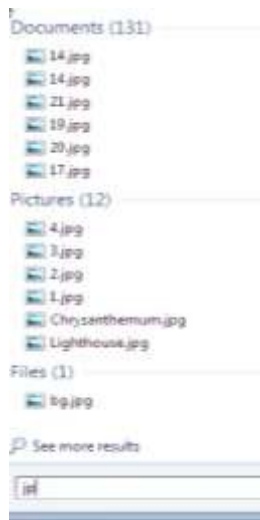 Documents (131)
14.jpg
14.jpg
21.jpg
19.jpg
20.jpg
17.jpg
Pictures (12)
4.jpg
3.jpg
2.jpg
1.jpg
Chrysanthemum.jpg
Lighthouse.jpg
Files (1)
bg.jpg
See more results